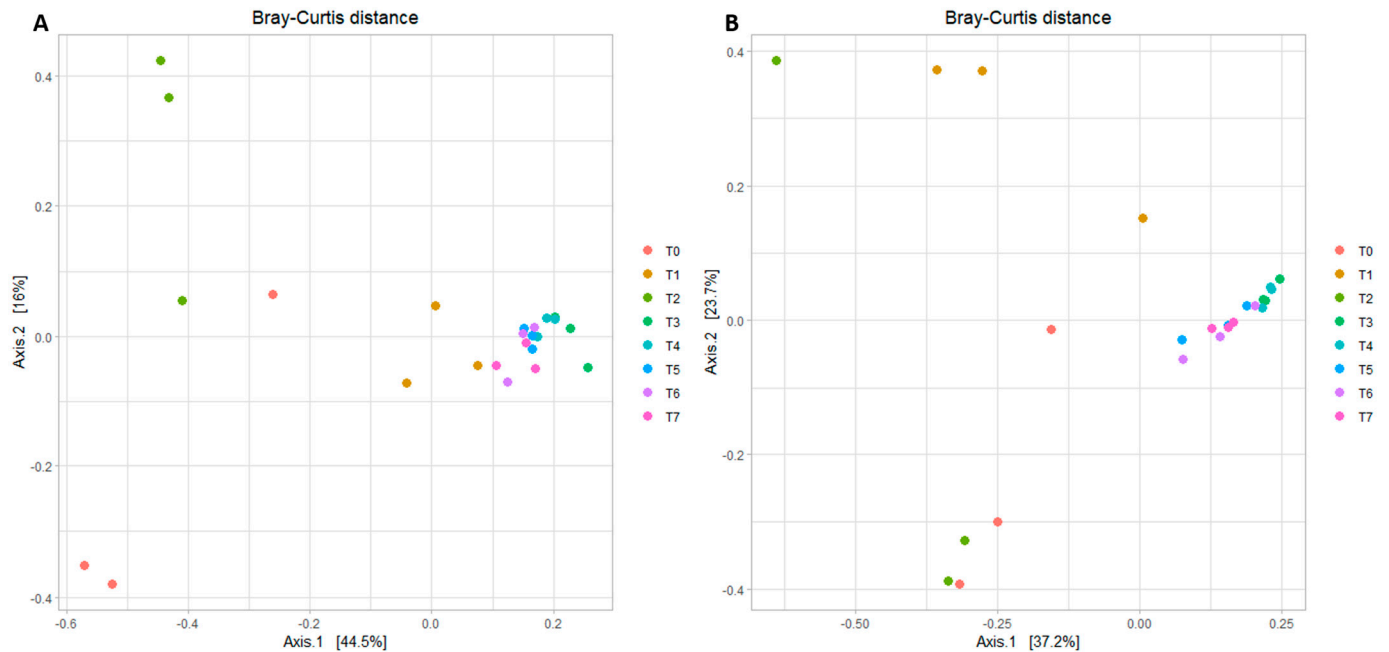 A
Bray-Curtis distance
0.4
0.2
0.0
-0.2
-0.4
Axis.2 [16%]
-0.6
-0.4
-0.2
0.0
0.2
Axis.1 [44.5%]
T0
T1
T2
T3
T4
T5
T6
T7
B
Bray-Curtis distance
0.4
0.2
0.0
-0.2
-0.4
Axis.2 [23.7%]
-0.50
-0.25
0.00
0.25
Axis.1 [37.2%]
T0
T1
T2
T3
T4
T5
T6
T7